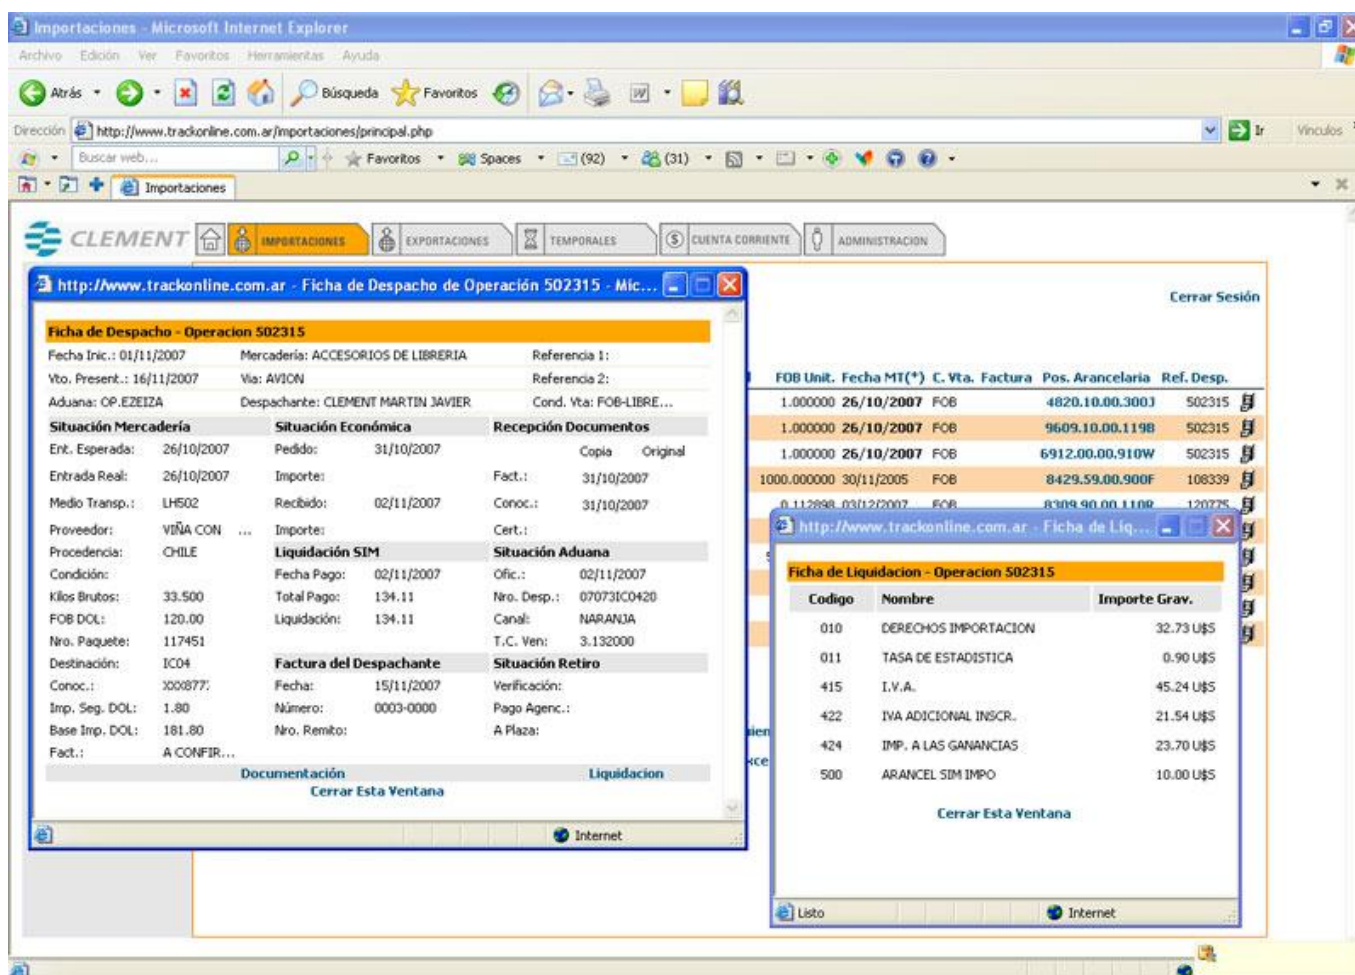 Importaciones - Microsoft Internet Explorer
Archivo Edición Ver Favoritos Herramientas Ayuda
Atrás Búsqueda Favoritos
Dirección http://www.trackonline.com.ar/importaciones/principal.php Ir Vínculos
Buscar web... Favoritos Spaces (92) (31)
Importaciones
CLEMENT IMPORTACIONES EXPORTACIONES TEMPORALES CUENTA CORRIENTE ADMINISTRACION
Cerrar Sesión
http://www.trackonline.com.ar - Ficha de Despacho de Operación 502315 - Mic...
Ficha de Despacho - Operacion 502315
Fecha Inic.: 01/11/2007 Mercadería: ACCESORIOS DE LIBRERIA Referencia 1:
Vto. Present.: 16/11/2007 Via: AVION Referencia 2:
Aduana: OP.EZEIZA Despachante: CLEMENT MARTIN JAVIER Cond. Vta: FOB-LIBRE...
Situación Mercadería Situación Económica Recepción Documentos
Ent. Esperada: 26/10/2007 Pedido: 31/10/2007 Copia Original
Entrada Real: 26/10/2007 Importe: Fact.: 31/10/2007
Medio Transp.: LH502 Recibido: 02/11/2007 Conoc.: 31/10/2007
Proveedor: VIÑA CON ... Importe: Cert.:
Procedencia: CHILE Liquidación SIM Situación Aduana
Condición: Fecha Pago: 02/11/2007 Ofic.: 02/11/2007
Kilos Brutos: 33.500 Total Pago: 134.11 Nro. Desp.: 07073IC0420
FOB DOL: 120.00 Liquidación: 134.11 Canal: NARANJA
Nro. Paquete: 117451 T.C. Ven: 3.132000
Destinación: IC04 Factura del Despachante Situación Retiro
Conoc.: Fecha: 15/11/2007 Verificación:
Imp. Seg. DOL: 1.80 Número: 0003-0000 Pago Agenc.:
Base Imp. DOL: 181.80 Nro. Remito: A Plaza:
Fact.: A CONFIR...
Documentación Liquidacion
Cerrar Esta Ventana
Internet
FOB Unit. Fecha MT(*) C. Vta. Factura Pos. Arancelaria Ref. Desp.
1.000000 26/10/2007 FOB 4820.10.00.300J 502315
1.000000 26/10/2007 FOB 9609.10.00.119B 502315
1.000000 26/10/2007 FOB 6912.00.00.910W 502315
1000.000000 30/11/2005 FOB 8429.59.00.900F 108339
0.112898 03/12/2007 FOB 8309.90.00.110R 120775
http://www.trackonline.com.ar - Ficha de Liq...
Ficha de Liquidacion - Operacion 502315
Codigo Nombre Importe Grav.
010 DERECHOS IMPORTACION 32.73 U$S
011 TASA DE ESTADISTICA 0.90 U$S
415 I.V.A. 45.24 U$S
422 IVA ADICIONAL INSCR. 21.54 U$S
424 IMP. A LAS GANANCIAS 23.70 U$S
500 ARANCEL SIM IMPO 10.00 U$S
Cerrar Esta Ventana
Listo Internet